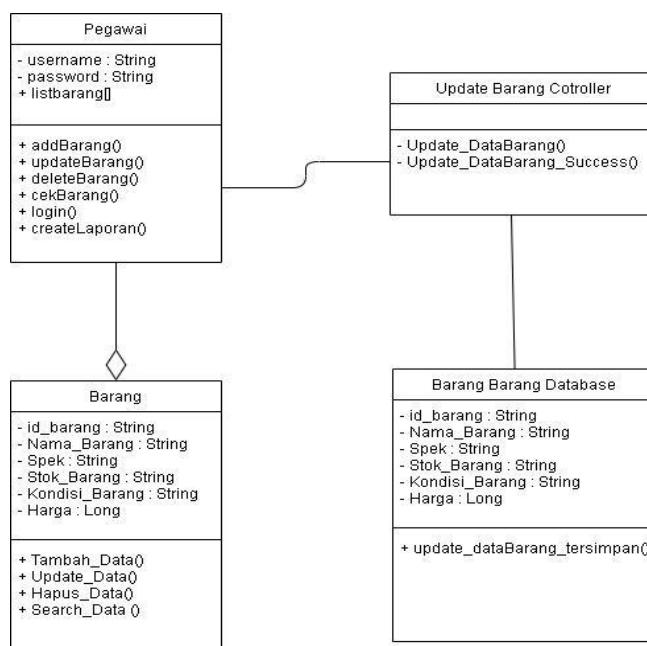 Pegawai
- username : String
- password : String
+ listbarang[]
+ addBarang()
+ updateBarang()
+ deleteBarang()
+ cekBarang()
+ login()
+ createLaporan()
Update Barang Cotroller
- Update_DataBarang()
- Update_DataBarang_Success()
Barang
- id_barang : String
- Nama_Barang : String
- Spek : String
- Stok_Barang : String
- Kondisi_Barang : String
- Harga : Long
+ Tambah_Data()
+ Update_Data()
+ Hapus_Data()
+ Search_Data ()
Barang Barang Database
- id_barang : String
- Nama_Barang : String
- Spek : String
- Stok_Barang : String
- Kondisi_Barang : String
- Harga : Long
+ update_dataBarang_tersimpan()